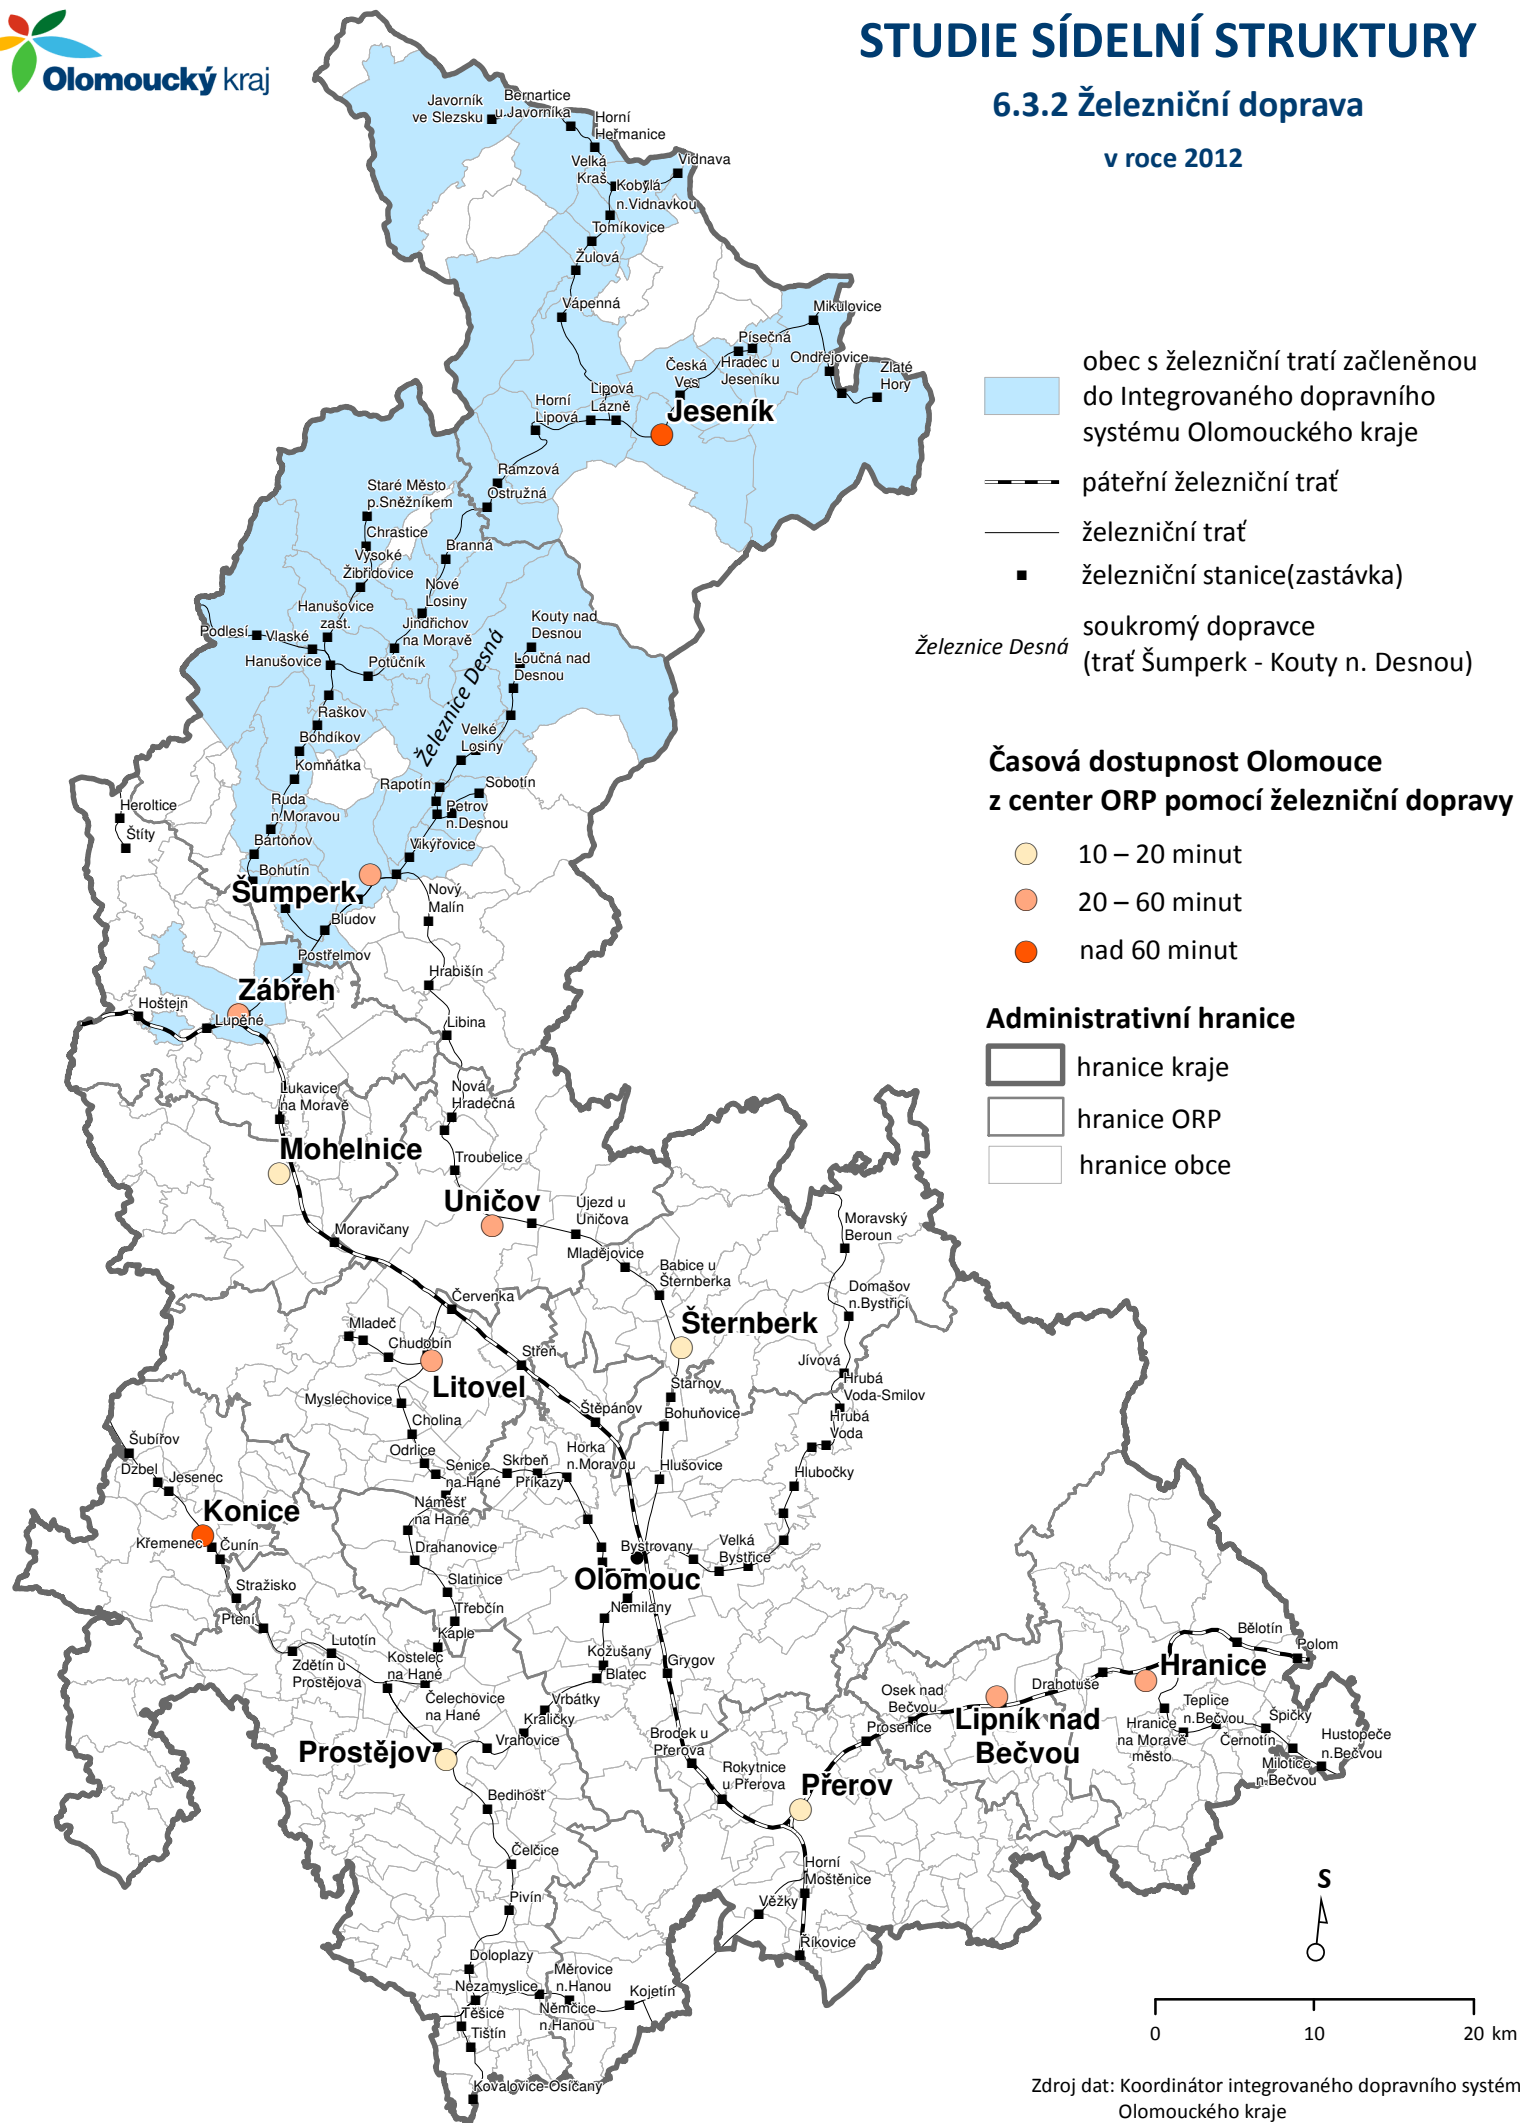 Olomoucký kraj
STUDIE SÍDELNÍ STRUKTURY
6.3.2 Železniční doprava
v roce 2012
Javorník
ve Slezsku
Bernartice
u Javorníka
Horní
Heřmanice
Velká
Kraš
Vidnava
Kobylá
n.Vidnavkou
Tomíkovice
Žulová
Vápenná
Mikulovice
Písečná
Hradec u
Jeseníku
Ondřejovice
Zlaté
Hory
Česká
Ves
Lipová
Lázně
Horní
Lipová
Jeseník
Ramzová
Ostružná
Staré Město
p.Sněžníkem
Chrastice
Vysoké
Žibřidovice
Branná
Nové
Losiny
Hanušovice
zast.
Jindřichov
na Moravě
Podlesí
Vlaské
Hanušovice
Potůčník
Kouty nad
Desnou
Loučná nad
Desnou
Železnice Desná
Raškov
Bohdíkov
Komňátka
Velké
Losiny
Rapotín
Sobotín
Petrov
n.Desnou
Ruda
n.Moravou
Heroltice
Štíty
Bartoňov
Vikýřovice
Bohutín
Šumperk
Nový
Malín
Bludov
Postřelmov
Hrabišín
Zábřeh
Hoštejn
Lupěné
Libina
Lukavice
na Moravě
Nová
Hradečná
Mohelnice
Troubelice
Uničov
Újezd u
Uničova
Moravičany
Mladějovice
Moravský
Beroun
Babice u
Šternberka
Domašov
n.Bystřicí
Červenka
Mladeč
Chudobín
Šternberk
Střeň
Jívová
Litovel
Hrubá
Voda-Smilov
Štarnov
Myslechovice
Bohuňovice
Štěpánov
Hrubá
Voda
Cholina
Šubířov
Odrlice
Horka
n.Moravou
Dzbel
Jesenec
Senice
na Hané
Skrbeň
Příkazy
Hlušovice
Hlubočky
Konice
Náměšť
na Hané
Křemenec
Čunín
Drahanovice
Bystrovany
Velká
Bystřice
Olomouc
Stražisko
Slatinice
Ptení
Třebčín
Nemilany
Kaple
Lutotín
Kostelec
na Hané
Zdětín u
Prostějova
Kožušany
Blatec
Grygov
Bělotín
Polom
Hranice
Drahotuše
Čelechovice
na Hané
Vrbátky
Kraličky
Osek nad
Bečvou
Prosenice
Lipník nad
Bečvou
Teplice
n.Bečvou
Špičky
Hranice
na Moravě
město
Černotín
Hustopeče
n.Bečvou
Milotice
n.Bečvou
Prostějov
Vrahovice
Brodek u
Přerova
Rokytnice
u Přerova
Přerov
Bedihošť
Čelčice
Horní
Moštěnice
Pivín
Věžky
Říkovice
Doloplazy
Měrovice
n.Hanou
Nezamyslice
Kojetín
Těšice
Němčice
n.Hanou
Tištín
Kovalovice-Osíčany
obec s železniční tratí začleněnou
do Integrovaného dopravního
systému Olomouckého kraje
páteřní železniční trať
železniční trať
železniční stanice(zastávka)
Železnice Desná
soukromý dopravce
(trať Šumperk - Kouty n. Desnou)
Časová dostupnost Olomouce
z center ORP pomocí železniční dopravy
10 – 20 minut
20 – 60 minut
nad 60 minut
Administrativní hranice
hranice kraje
hranice ORP
hranice obce
S
0 10 20 km
Zdroj dat: Koordinátor integrovaného dopravního systém
Olomouckého kraje